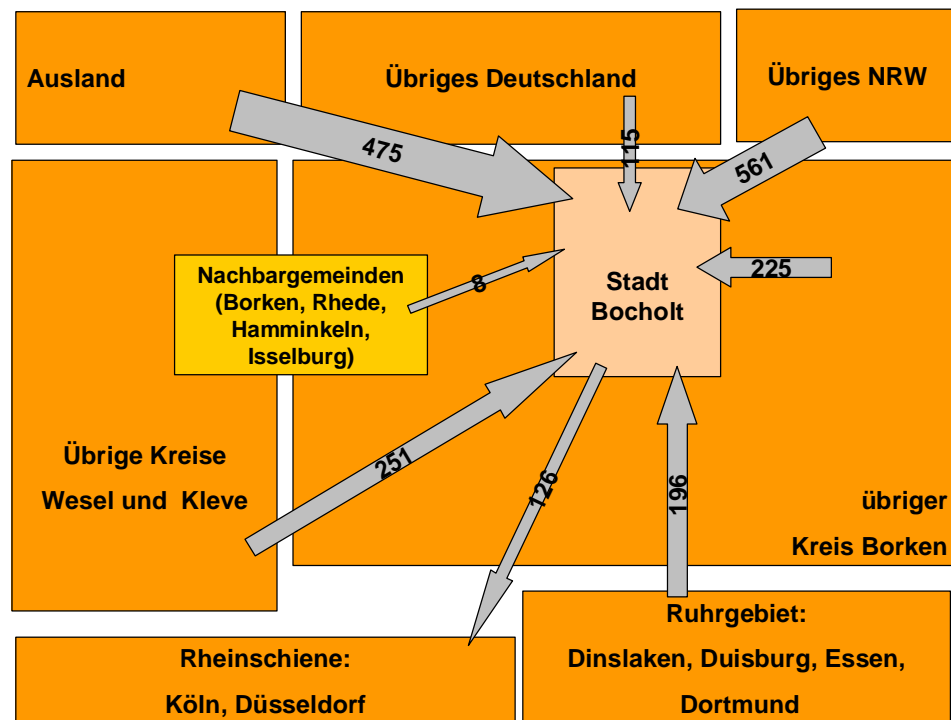 Ausland
Übriges Deutschland
Übriges NRW
475
115
561
225
Nachbargemeinden
(Borken, Rhede,
Hamminkeln,
Isselburg)
8
Stadt
Bocholt
251
126
196
Übrige Kreise
Wesel und Kleve
übriger
Kreis Borken
Rheinschiene:
Köln, Düsseldorf
Ruhrgebiet:
Dinslaken, Duisburg, Essen,
Dortmund